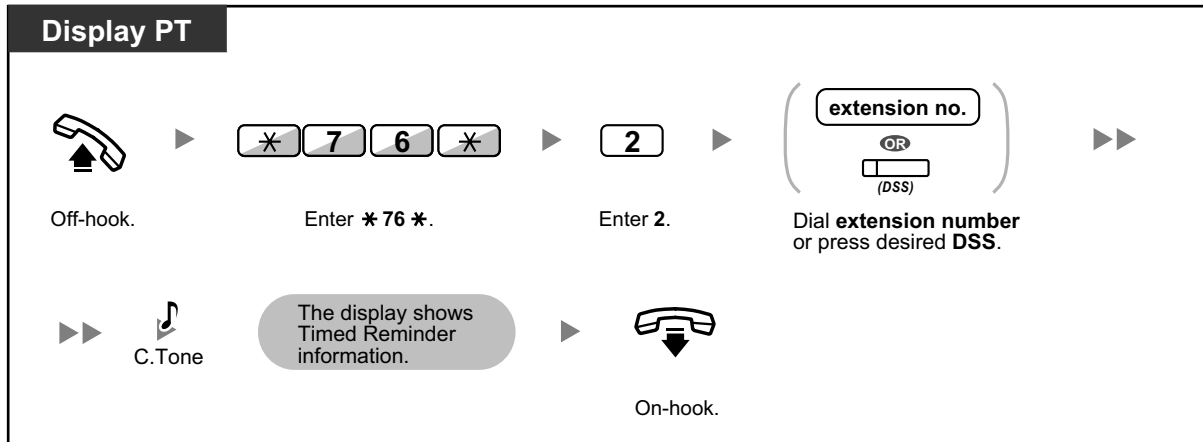 Display PT
* 7 6 *
2
extension no.
OR
(DSS)
Off-hook.
Enter * 76 *.
Enter 2.
Dial extension number
or press desired DSS.
C.Tone
The display shows
Timed Reminder
information.
On-hook.